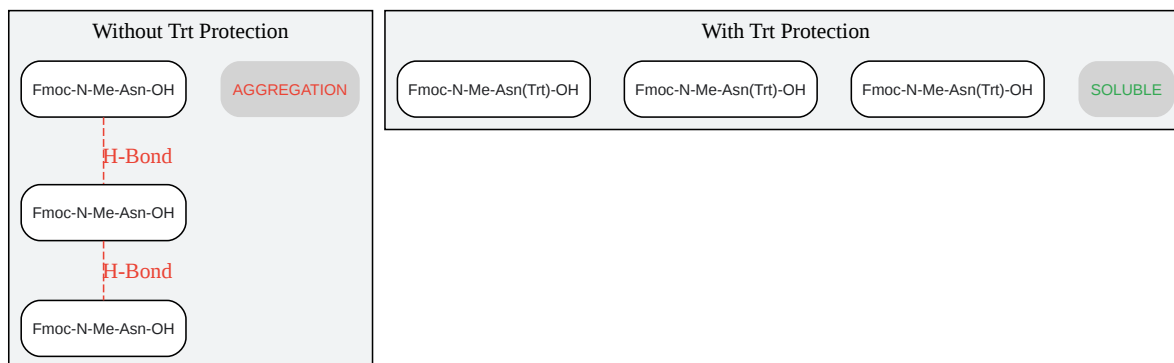 Without Trt Protection
Fmoc-N-Me-Asn-OH
AGGREGATION
H-Bond
Fmoc-N-Me-Asn-OH
H-Bond
Fmoc-N-Me-Asn-OH
With Trt Protection
Fmoc-N-Me-Asn(Trt)-OH
Fmoc-N-Me-Asn(Trt)-OH
Fmoc-N-Me-Asn(Trt)-OH
SOLUBLE